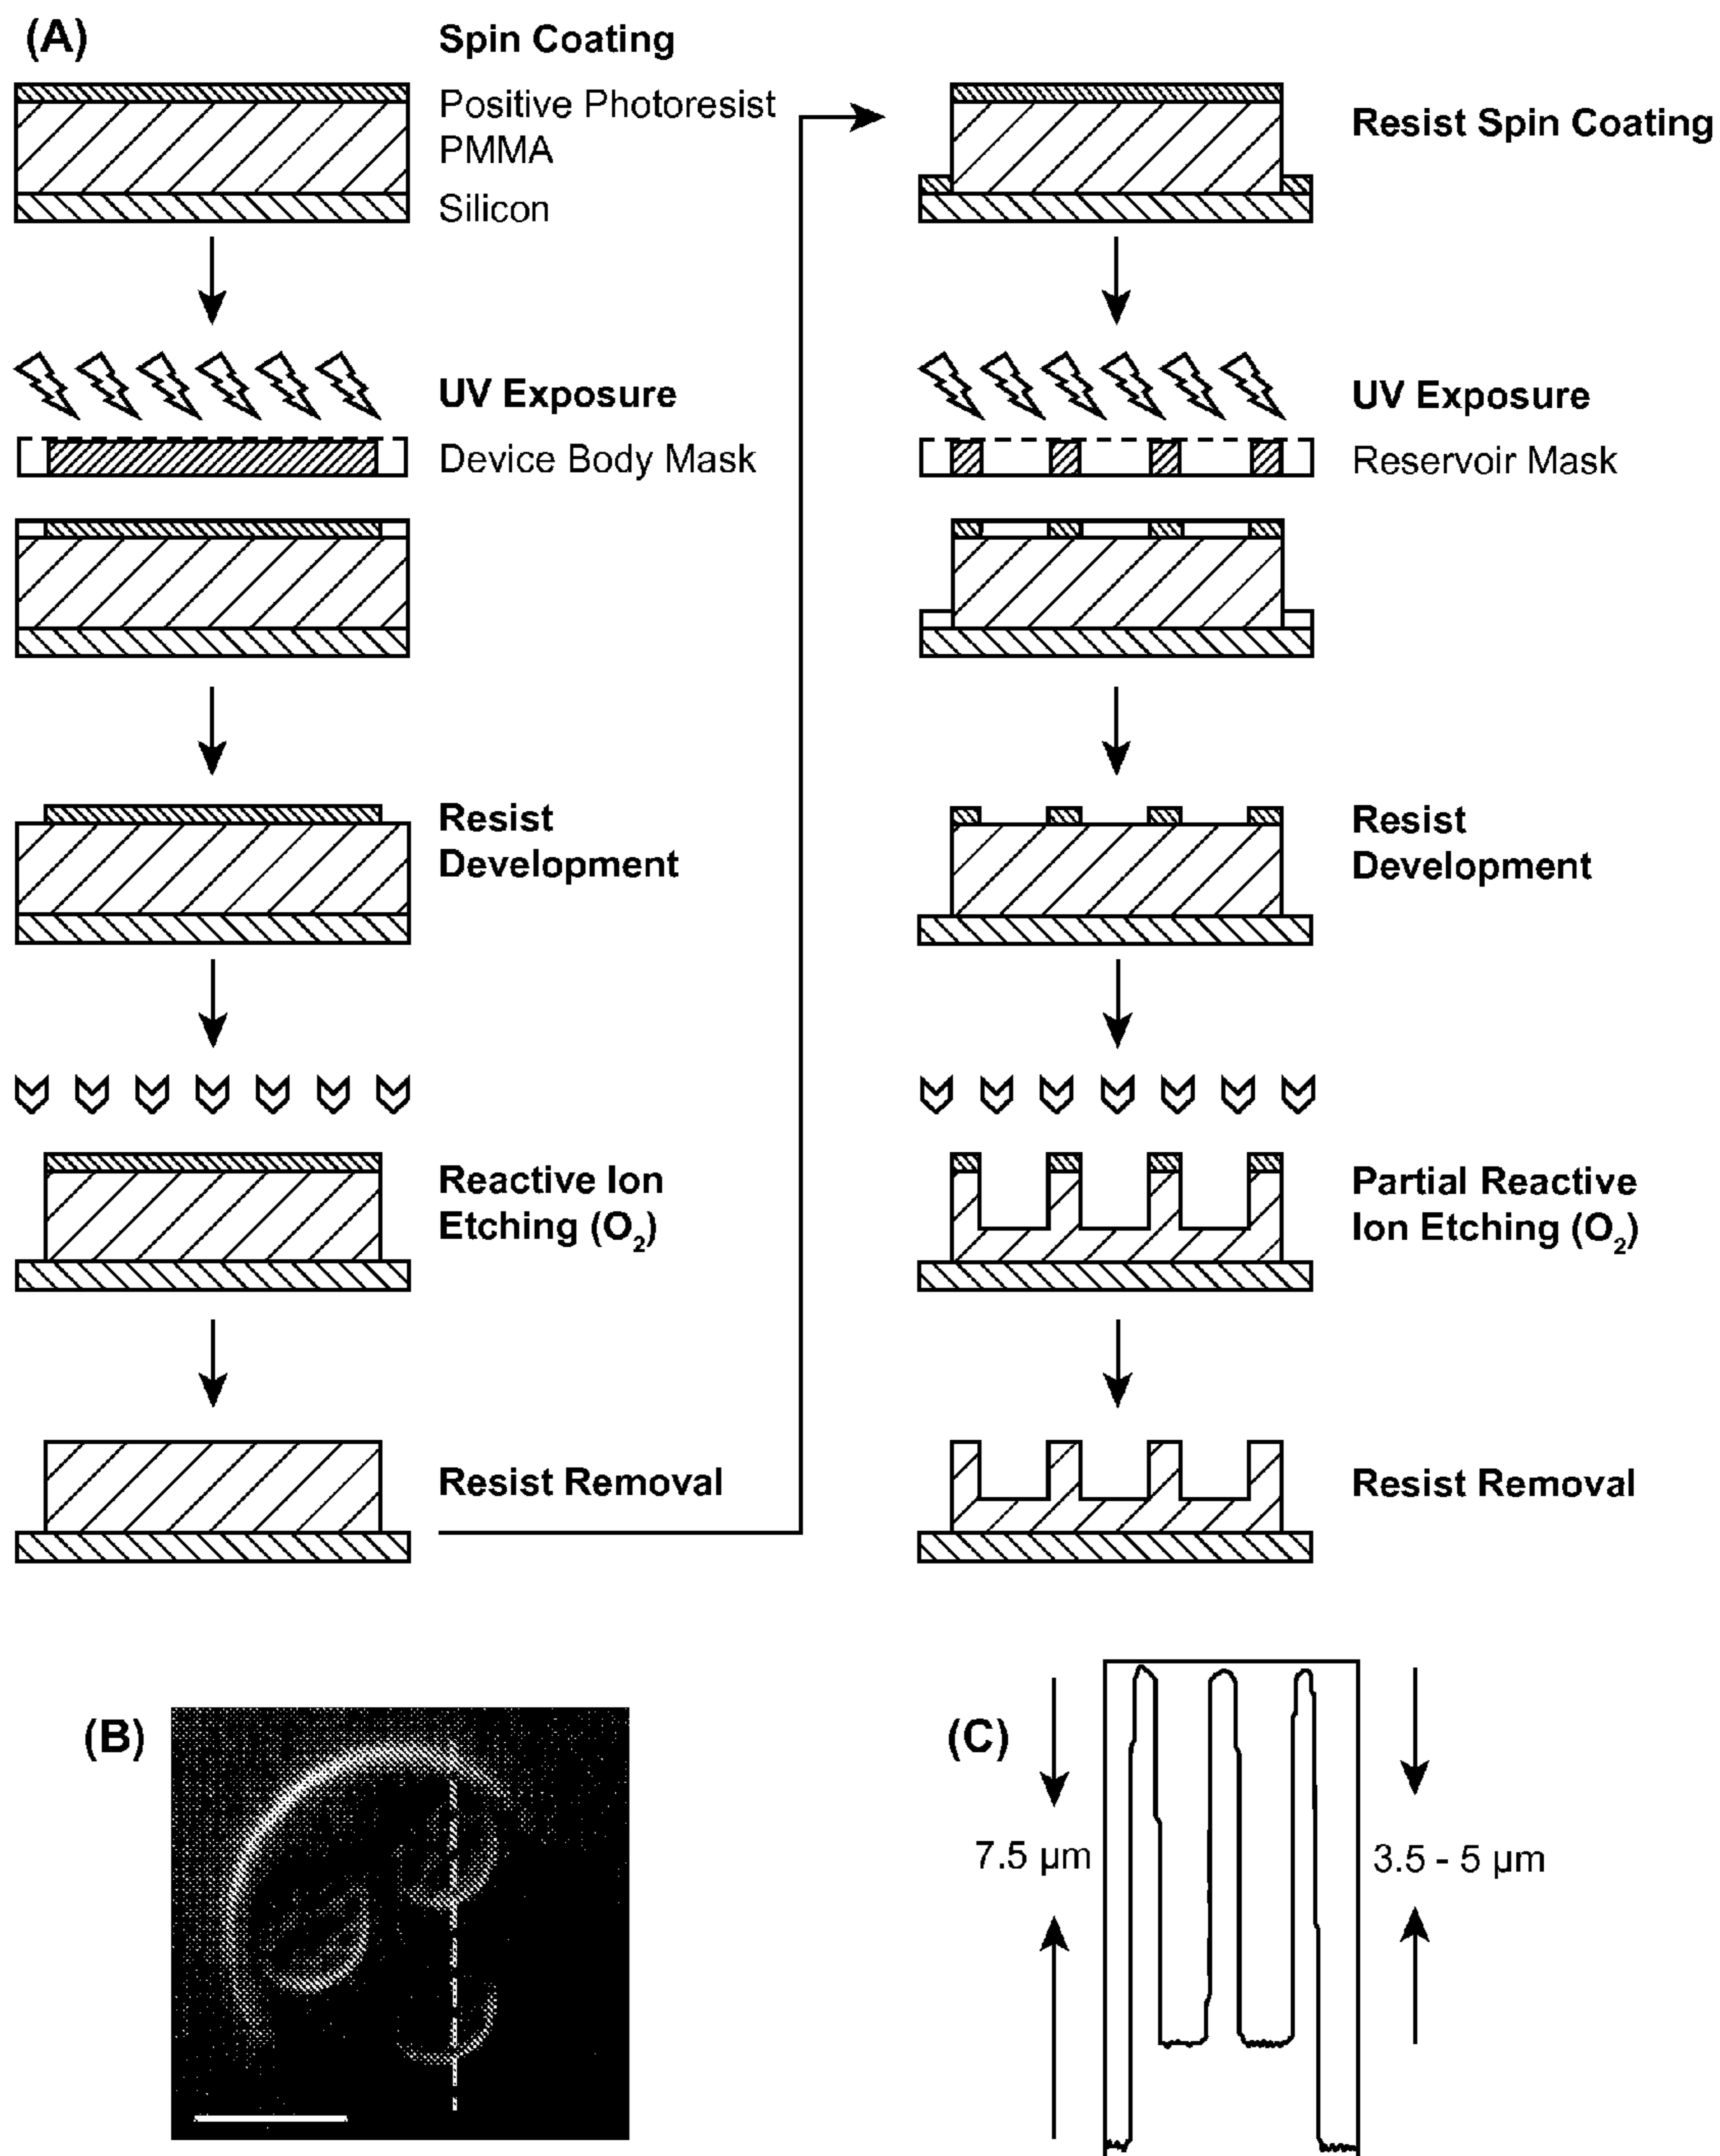 (A)
Spin Coating
Positive Photoresist
PMMA
Silicon
UV Exposure
Device Body Mask
Resist
Development
Reactive Ion
Etching (O₂)
Resist Removal
Resist Spin Coating
UV Exposure
Reservoir Mask
Resist
Development
Partial Reactive
Ion Etching (O₂)
Resist Removal
(B)
(C)
7.5 µm
3.5 - 5 µm